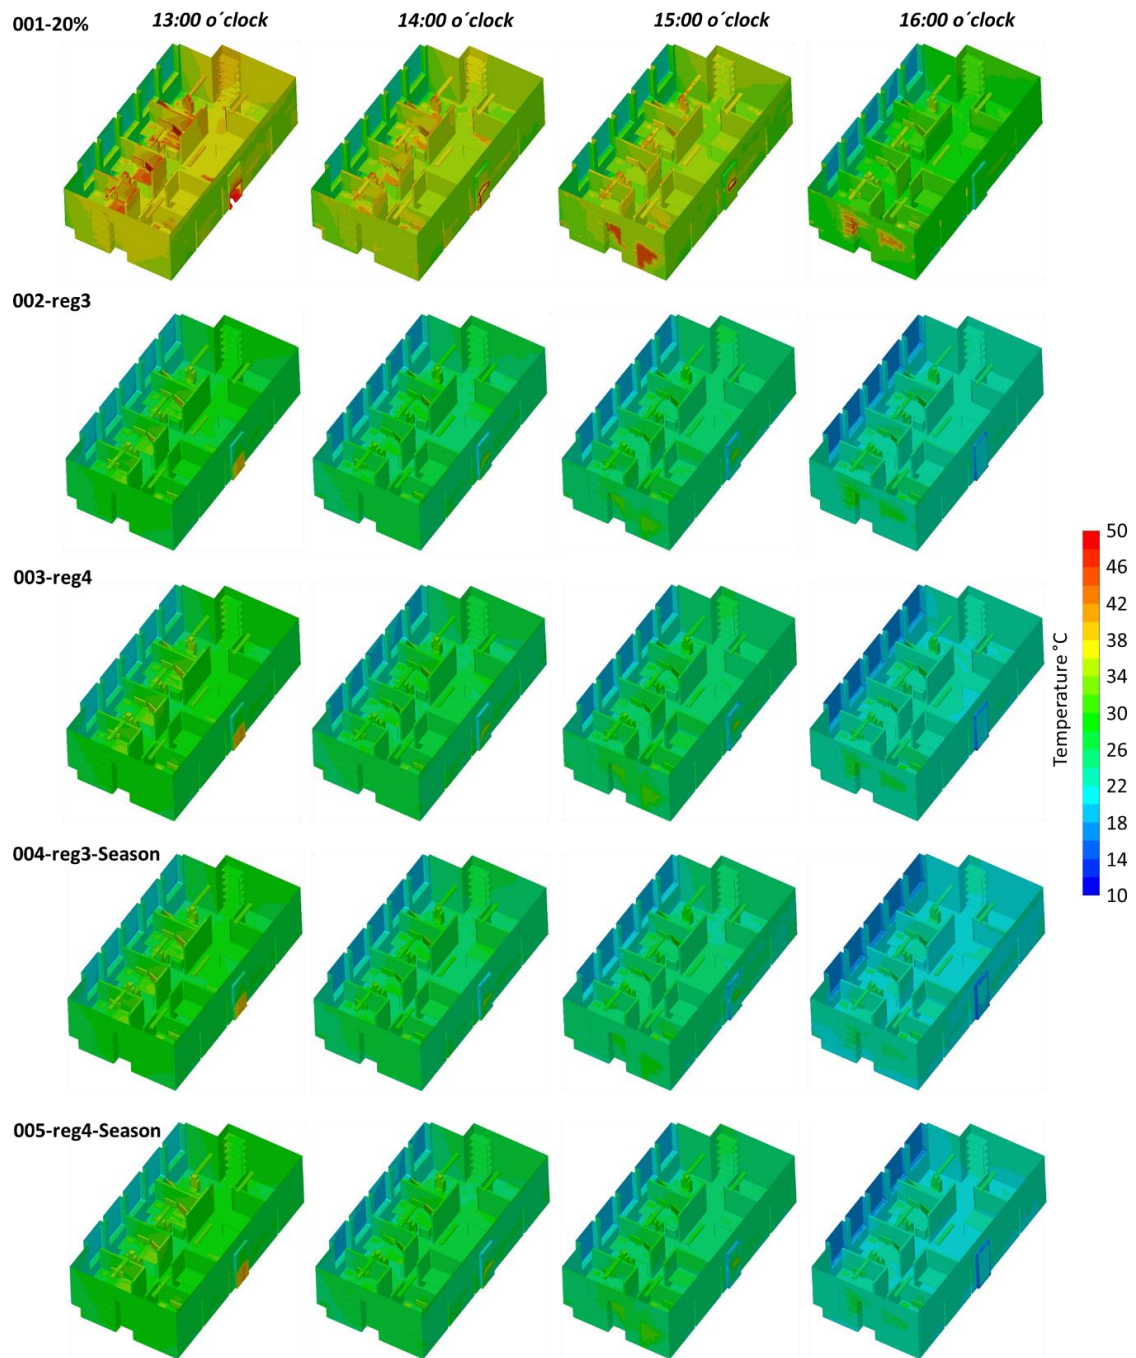 001-20%
13:00 o´clock
14:00 o´clock
15:00 o´clock
16:00 o´clock
002-reg3
003-reg4
004-reg3-Season
005-reg4-Season
Temperature °C
50
46
42
38
34
30
26
22
18
14
10